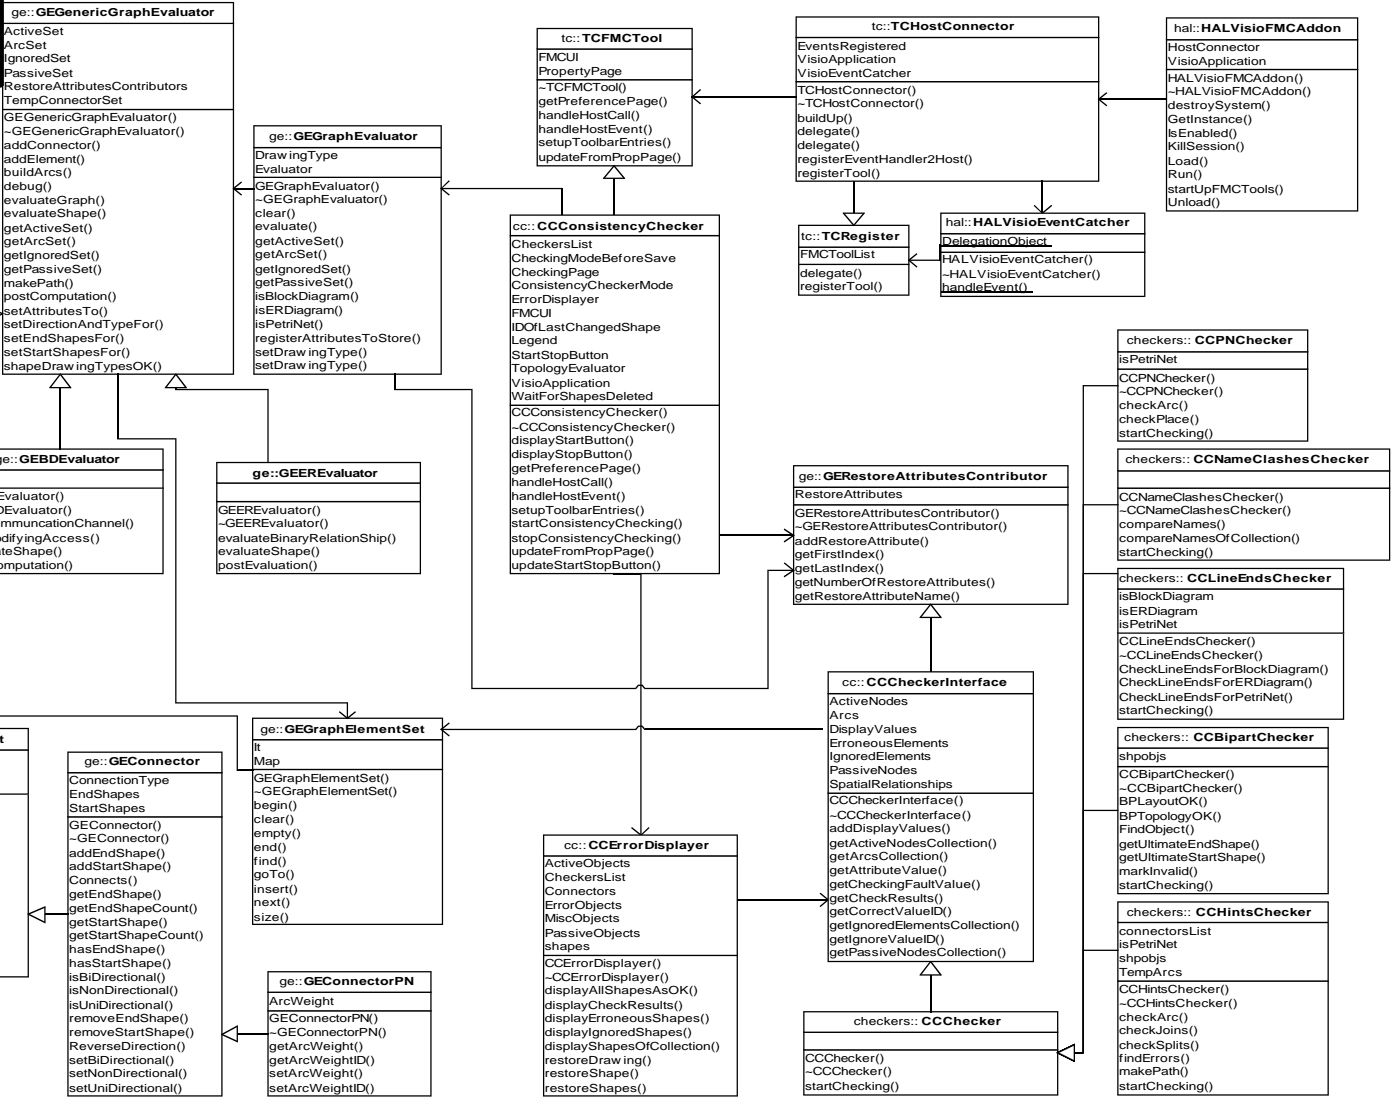 ge::GEGenericGraphEvaluator
ActiveSet
ArcSet
IgnoredSet
PassiveSet
RestoreAttributesContributors
TempConnectorSet
GEGenericGraphEvaluator()
~GEGenericGraphEvaluator()
addConnector()
addElement()
buildArcs()
debug()
evaluateGraph()
evaluateShape()
getActiveSet()
getArcSet()
getIgnoredSet()
getPassiveSet()
makePath()
postComputation()
setAttributesTo()
setDirectionAndTypeFor()
setEndShapesFor()
setStartShapesFor()
shapeDrawingTypesOK()
ge::GEGraphEvaluator
DrawingType
Evaluator
GEGraphEvaluator()
~GEGraphEvaluator()
clear()
evaluate()
getActiveSet()
getArcSet()
getIgnoredSet()
getPassiveSet()
isBlockDiagram()
isERDiagram()
isPetriNet()
registerAttributesToStore()
setDrawingType()
setDrawingType()
tc:: TCFMCTool
FMCUI
PropertyPage
~TCFMCTool()
getPreferencePage()
handleHostCall()
handleHostEvent()
setupToolbarEntries()
updateFromPropPage()
tc::TCHostConnector
EventsRegistered
VisioApplication
VisioEventCatcher
TCHostConnector()
~TCHostConnector()
buildUp()
delegate()
delegate()
registerEventHandler2Host()
registerTool()
hal::HALVisioFMCAddon
HostConnector
VisioApplication
HALVisioFMCAddon()
~HALVisioFMCAddon()
destroySystem()
GetInstance()
IsEnabled()
KillSession()
Load()
Run()
startUpFMCTools()
Unload()
tc::TCRegister
FMCToolList
delegate()
registerTool()
hal::HALVisioEventCatcher
DelegationObject
HALVisioEventCatcher()
~HALVisioEventCatcher()
handleEvent()
cc::CCConsistencyChecker
CheckersList
CheckingModeBeforeSave
CheckingPage
ConsistencyCheckerMode
ErrorDisplayer
FMCUI
IDOfLastChangedShape
Legend
StartStopButton
TopologyEvaluator
VisioApplication
WaitForShapesDeleted
CCConsistencyChecker()
~CCConsistencyChecker()
displayStartButton()
displayStopButton()
getPreferencePage()
handleHostCall()
handleHostEvent()
setupToolbarEntries()
startConsistencyChecking()
stopConsistencyChecking()
updateFromPropPage()
updateStartStopButton()
ge::GEBDEvaluator
Evaluator()
DEvaluator()
mmuncationChannel()
odifyingAccess()
teShape()
omputation()
ge::GEEREvaluator
GEEREvaluator()
~GEEREvaluator()
evaluateBinaryRelationShip()
evaluateShape()
postEvaluation()
ge::GERestoreAttributesContributor
RestoreAttributes
GERestoreAttributesContributor()
~GERestoreAttributesContributor()
addRestoreAttribute()
getFirstIndex()
getLastIndex()
getNumberOfRestoreAttributes()
getRestoreAttributeName()
checkers:: CCPNChecker
isPetriNet
CCPNChecker()
~CCPNChecker()
checkArc()
checkPlace()
startChecking()
checkers:: CCNameClashesChecker
CCNameClashesChecker()
~CCNameClashesChecker()
compareNames()
compareNamesOfCollection()
startChecking()
checkers:: CCLineEndsChecker
isBlockDiagram
isERDiagram
isPetriNet
CCLineEndsChecker()
~CCLineEndsChecker()
CheckLineEndsForBlockDiagram()
CheckLineEndsForERDiagram()
CheckLineEndsForPetriNet()
startChecking()
checkers:: CCBipartChecker
shpobjs
CCBipartChecker()
~CCBipartChecker()
BPLayoutOK()
BPTopologyOK()
FindObject()
getUltimateEndShape()
getUltimateStartShape()
markInvalid()
startChecking()
checkers:: CCHintsChecker
connectorsList
isPetriNet
shpobjs
TempArcs
CCHintsChecker()
~CCHintsChecker()
checkArc()
checkJoins()
checkSplits()
findErrors()
makePath()
startChecking()
cc::CCCheckerInterface
ActiveNodes
Arcs
DisplayValues
ErroneousElements
IgnoredElements
PassiveNodes
SpatialRelationships
CCCheckerInterface()
~CCCheckerInterface()
addDisplayValues()
getActiveNodesCollection()
getArcsCollection()
getAttributeValue()
getCheckingFaultValue()
getCheckResults()
getCorrectValueID()
getIgnoredElementsCollection()
getIgnoreValueID()
getPassiveNodesCollection()
checkers:: CCChecker
CCChecker()
~CCChecker()
startChecking()
ge::GEGraphElementSet
It
Map
GEGraphElementSet()
~GEGraphElementSet()
begin()
clear()
empty()
end()
find()
goTo()
insert()
next()
size()
t
ge::GEConnector
ConnectionType
EndShapes
StartShapes
GEConnector()
~GEConnector()
addEndShape()
addStartShape()
Connects()
getEndShape()
getEndShapeCount()
getStartShape()
getStartShapeCount()
hasEndShape()
hasStartShape()
isBiDirectional()
isNonDirectional()
isUniDirectional()
removeEndShape()
removeStartShape()
ReverseDirection()
setBiDirectional()
setNonDirectional()
setUniDirectional()
ge::GEConnectorPN
ArcWeight
GEConnectorPN()
~GEConnectorPN()
getArcWeight()
getArcWeightID()
setArcWeight()
setArcWeightID()
cc::CCErrorDisplayer
ActiveObjects
CheckersList
Connectors
ErrorObjects
MiscObjects
PassiveObjects
shapes
CCErrorDisplayer()
~CCErrorDisplayer()
displayAllShapesAsOK()
displayCheckResults()
displayErroneousShapes()
displayIgnoredShapes()
displayShapesOfCollection()
restoreDrawing()
restoreShape()
restoreShapes()